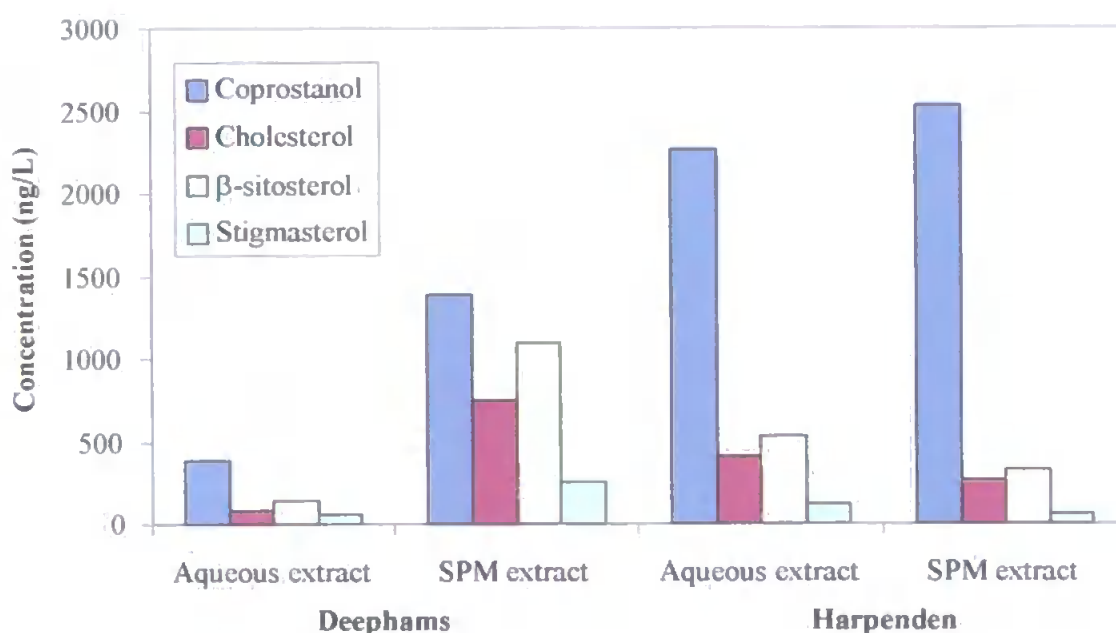 3000
2500
2000
1500
1000
500
0
Concentration (ng/L)
Coprostanol
Cholesterol
β-sitosterol
Stigmasterol
Aqueous extract SPM extract Aqueous extract SPM extract
Deephams Harpenden